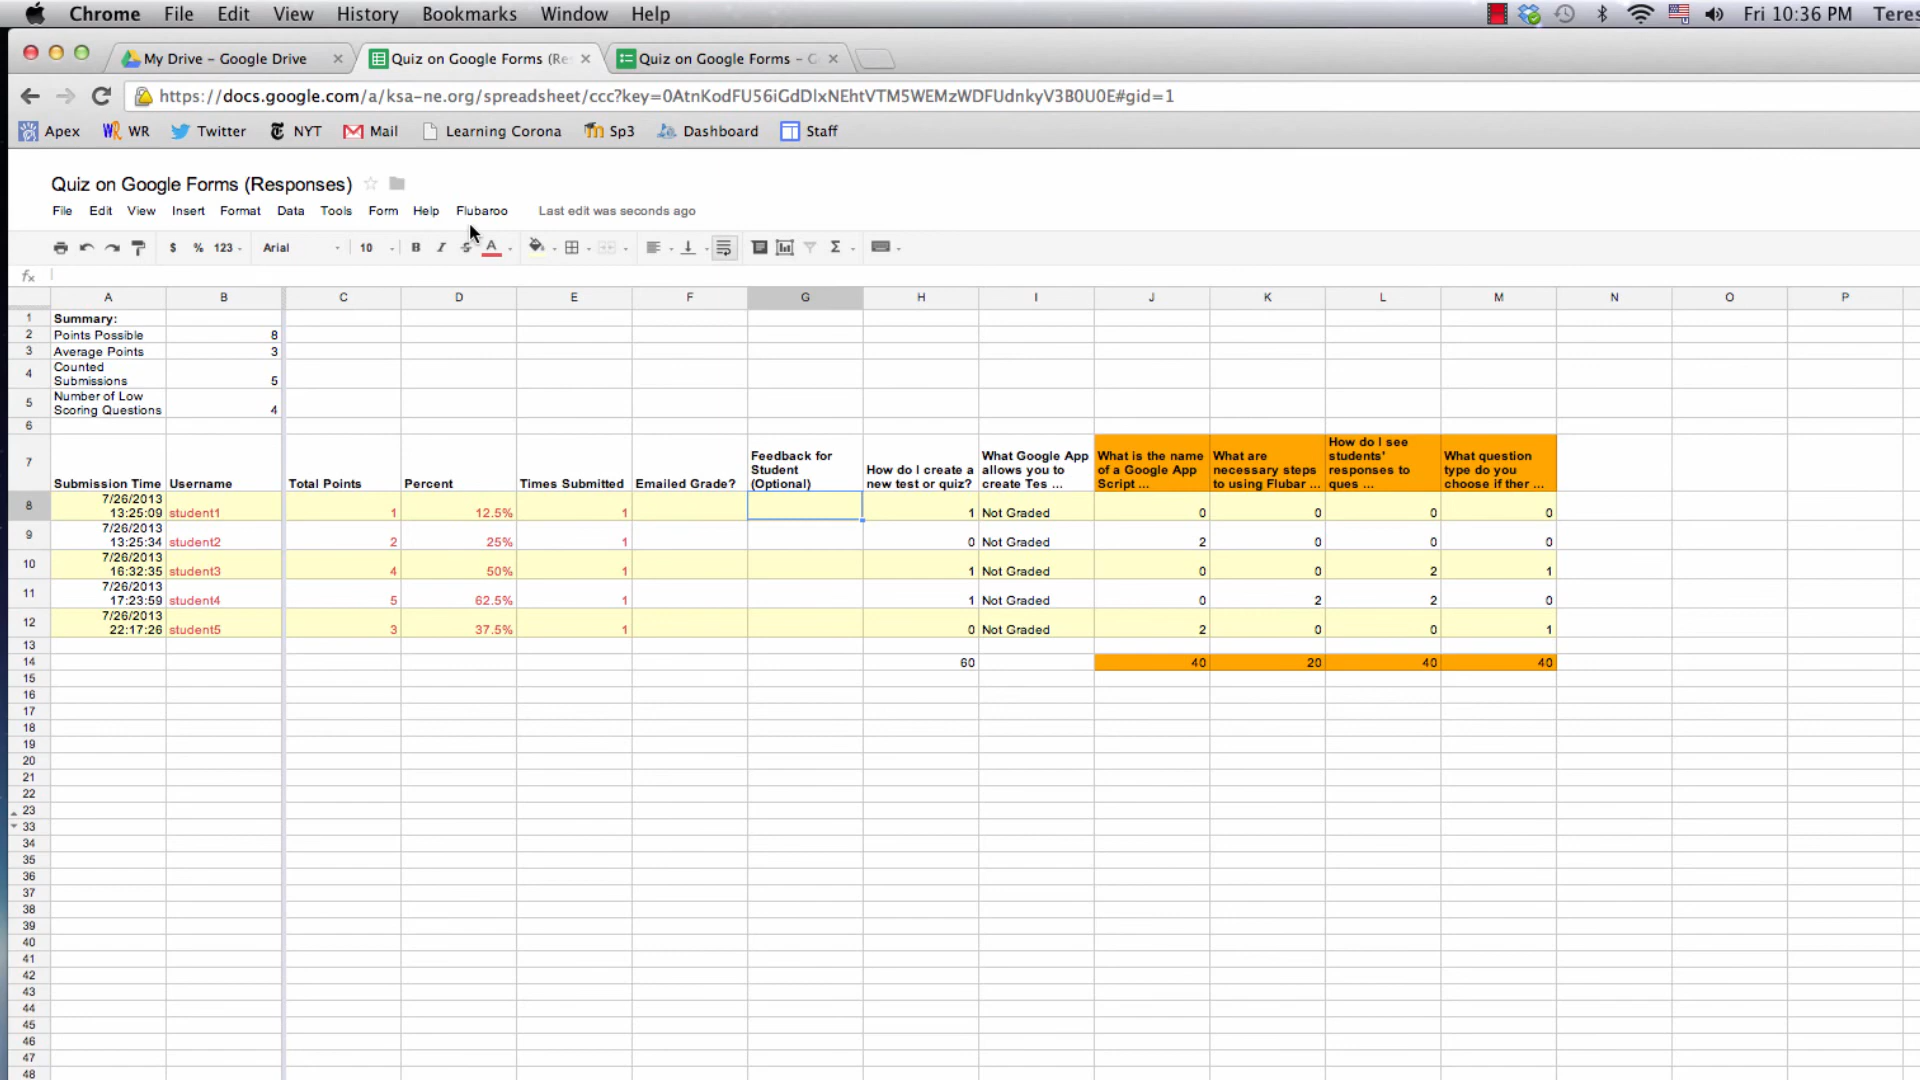 Chrome File Edit View History Bookmarks Window Help Fri 10:36 PM Teres
My Drive – Google Drive Quiz on Google Forms (Re Quiz on Google Forms –
https://docs.google.com/a/ksa-ne.org/spreadsheet/ccc?key=0AtnKodFU56iGdDlxNEhtVTM5WEMzWDFUdnkyV3B0U0E#gid=1
Apex WR Twitter NYT Mail Learning Corona Sp3 Dashboard Staff
Quiz on Google Forms (Responses)
File Edit View Insert Format Data Tools Form Help Flubaroo Last edit was seconds ago
$ % 123 Arial 10 B I S A Σ
fx
A B C D E F G H I J K L M N O P
1 Summary:
2 Points Possible 8
3 Average Points 3
4 Counted Submissions 5
5 Number of Low Scoring Questions 4
6
7 Submission Time Username Total Points Percent Times Submitted Emailed Grade? Feedback for Student (Optional) How do I create a new test or quiz? What Google App allows you to create Tes ... What is the name of a Google App Script ... What are necessary steps to using Flubar ... How do I see students' responses to ques ... What question type do you choose if ther ...
8 7/26/2013 13:25:09 student1 1 12.5% 1 1 Not Graded 0 0 0 0
9 7/26/2013 13:25:34 student2 2 25% 1 0 Not Graded 2 0 0 0
10 7/26/2013 16:32:35 student3 4 50% 1 1 Not Graded 0 0 2 1
11 7/26/2013 17:23:59 student4 5 62.5% 1 1 Not Graded 0 2 2 0
12 7/26/2013 22:17:26 student5 3 37.5% 1 0 Not Graded 2 0 0 1
13
14 60 40 20 40 40
15
16
17
18
19
20
21
22
23
33
34
35
36
37
38
39
40
41
42
43
44
45
46
47
48